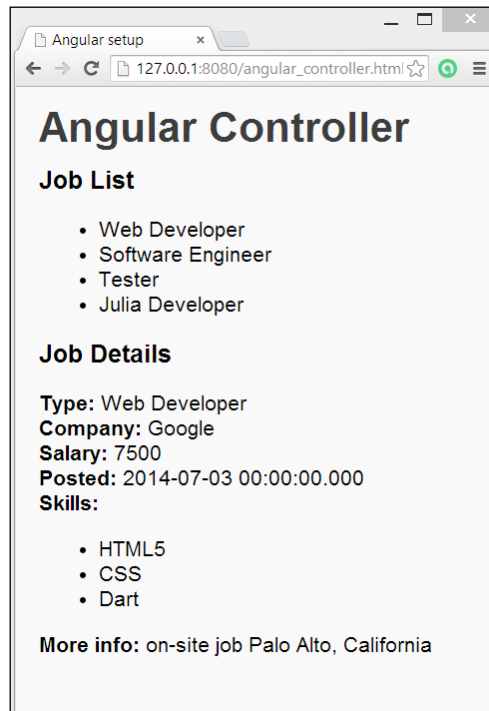 Angular setup
127.0.0.1:8080/angular_controller.html
Angular Controller
Job List
• Web Developer
• Software Engineer
• Tester
• Julia Developer
Job Details
Type: Web Developer
Company: Google
Salary: 7500
Posted: 2014-07-03 00:00:00.000
Skills:
• HTML5
• CSS
• Dart
More info: on-site job Palo Alto, California